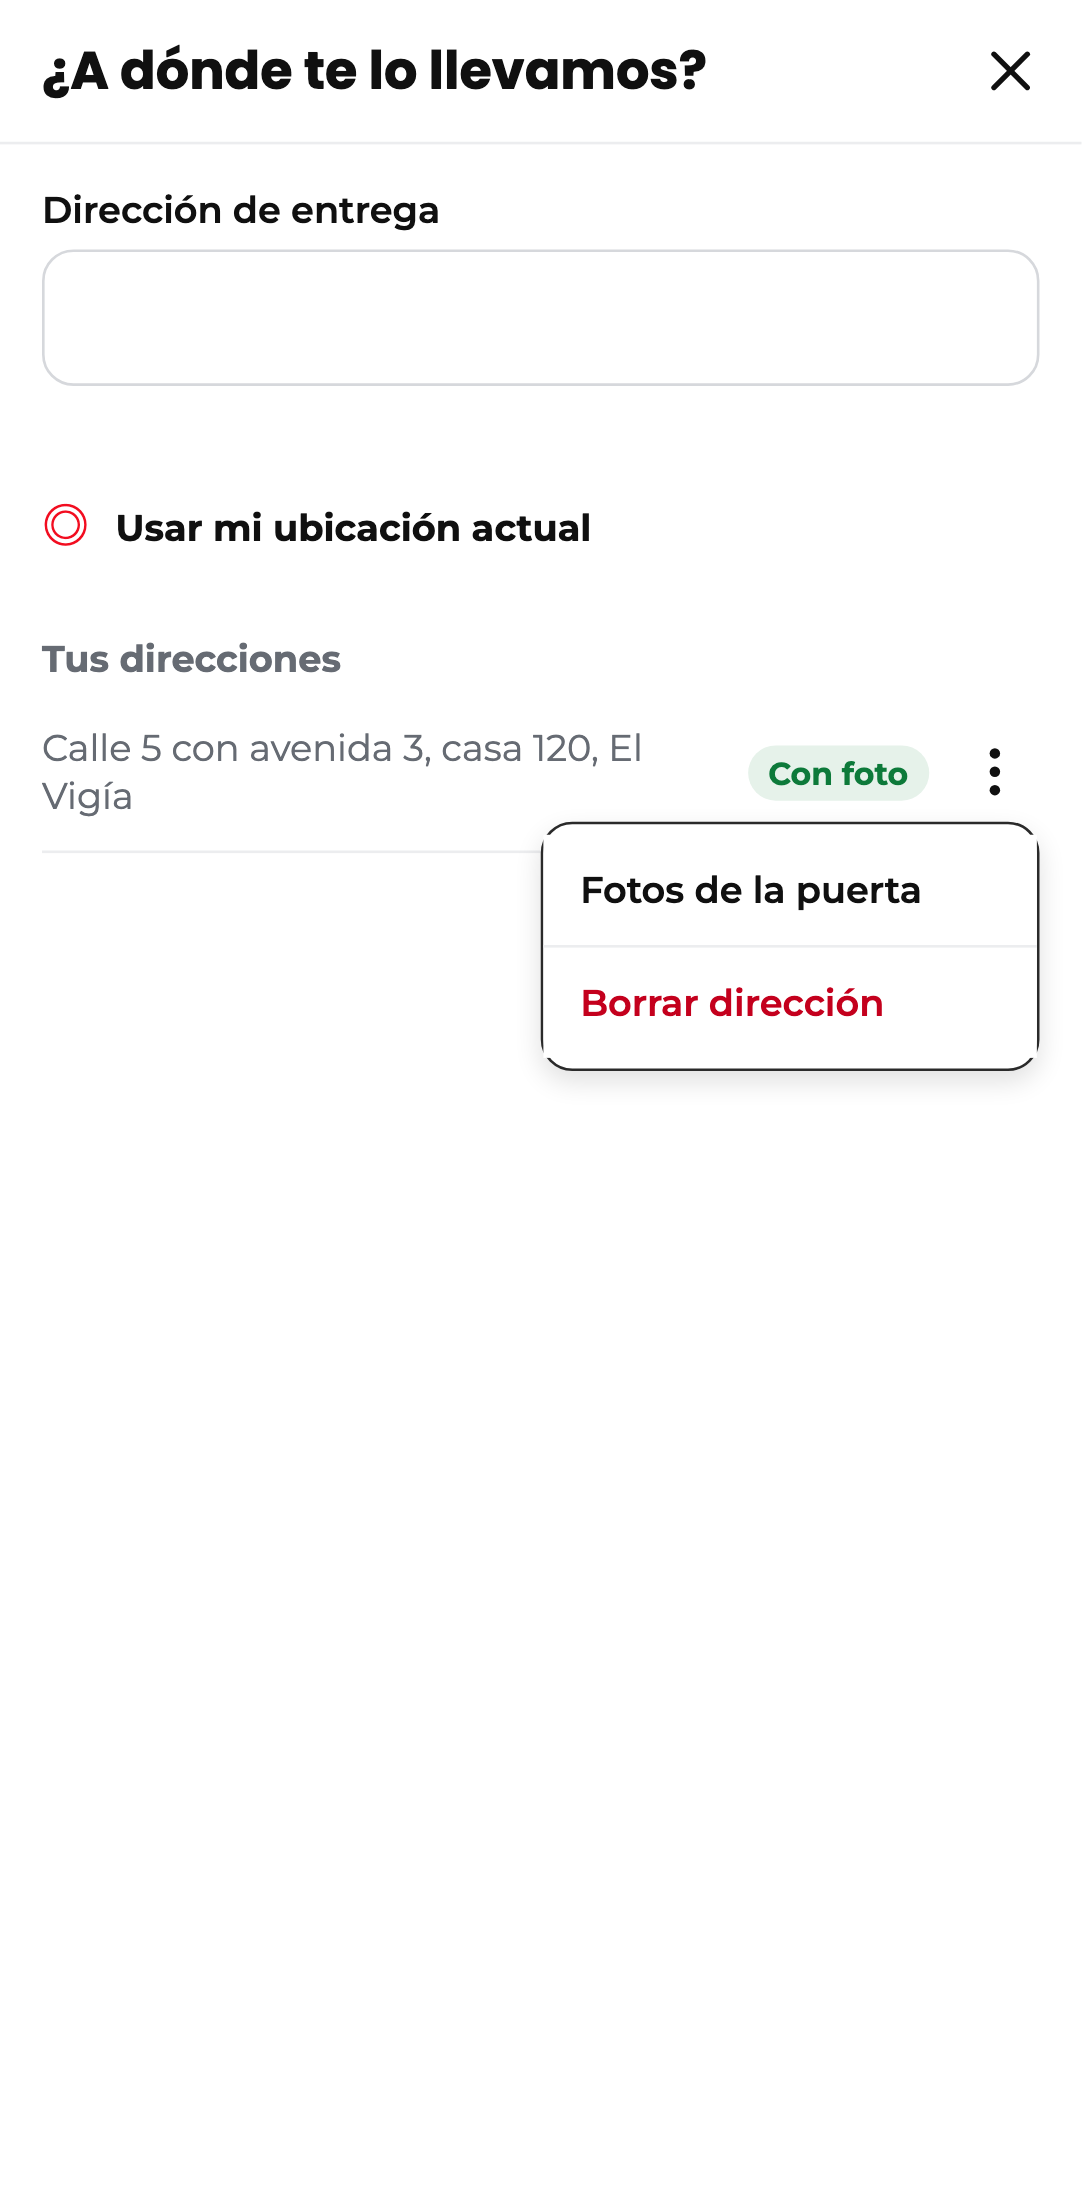 ¿A dónde te lo llevamos?
Dirección de entrega
Usar mi ubicación actual
Tus direcciones
Calle 5 con avenida 3, casa 120, El
Vigía
Con foto
Fotos de la puerta
Borrar dirección